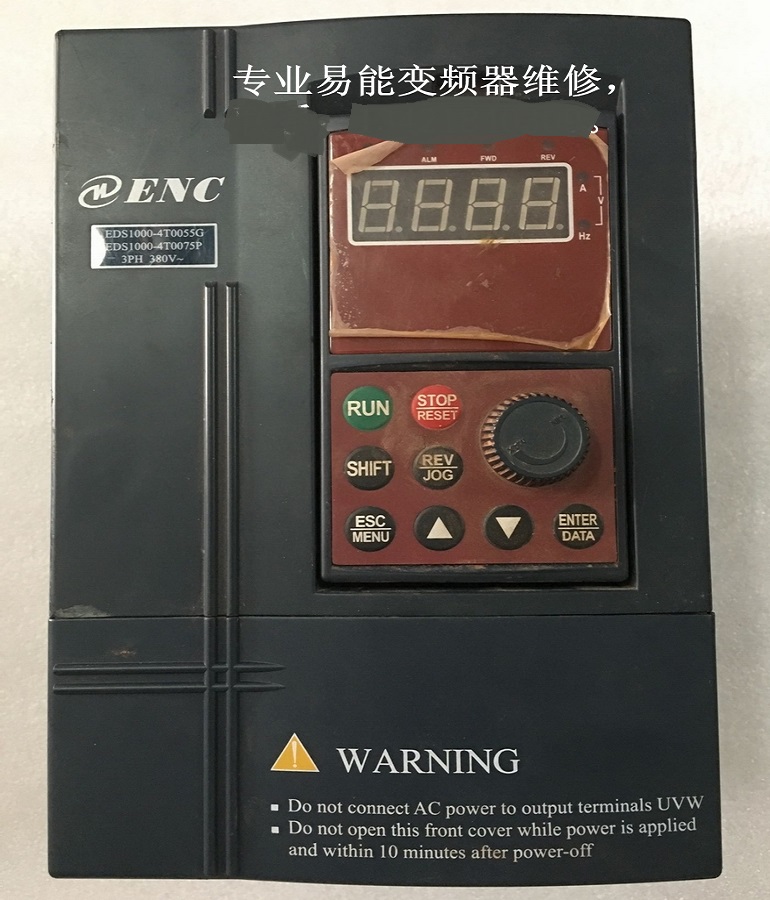 专业易能变频器维修，
。
ALM FWD REV
A
V
Hz
ENC
EDS1000-4T0055G
EDS1000-4T0075P
3PH 380V~
RUN
STOP
RESET
SHIFT
REV
JOG
ESC
MENU
ENTER
DATA
WARNING
Do not connect AC power to output terminals UVW
Do not open this front cover while power is applied
and within 10 minutes after power-off